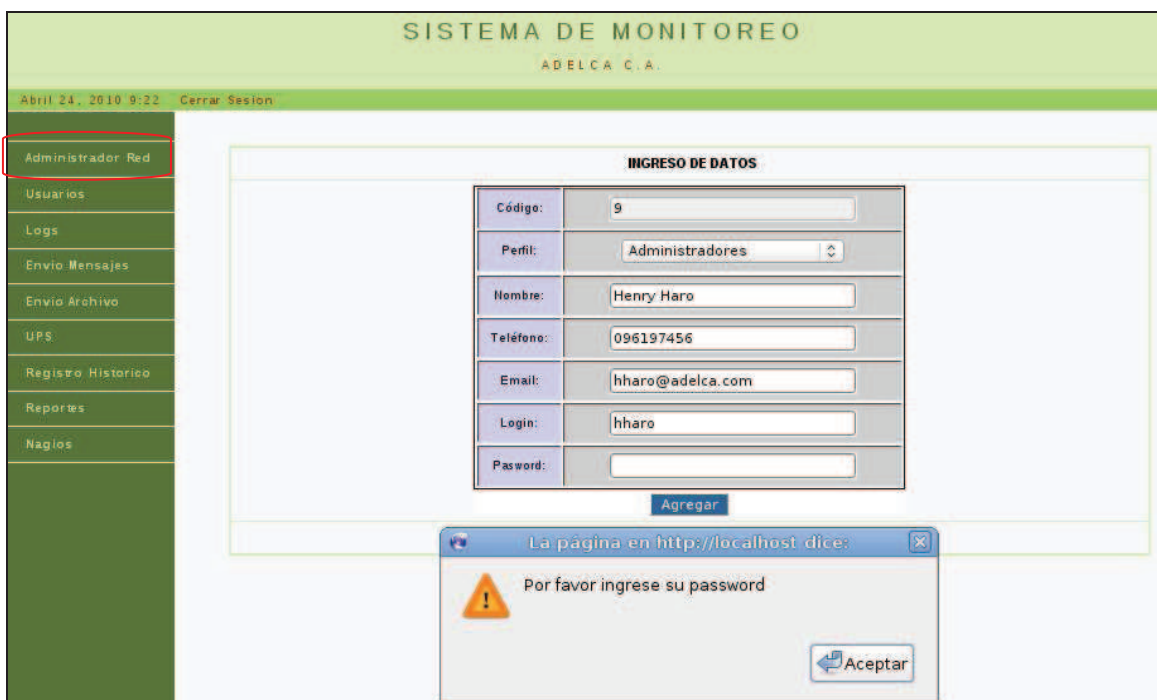 SISTEMA DE MONITOREO
ADELCA C.A.
Abril 24, 2010 9:22 Cerrar Sesion
Administrador Red
Usuarios
Logs
Envio Mensajes
Envio Archivo
UPS
Registro Historico
Reportes
Nagios
INGRESO DE DATOS
Código: 9
Perfil: Administradores
Nombre: Henry Haro
Teléfono: 096197456
Email: hharo@adelca.com
Login: hharo
Pasword:
Agregar
La página en http://localhost dice:
Por favor ingrese su password
Aceptar